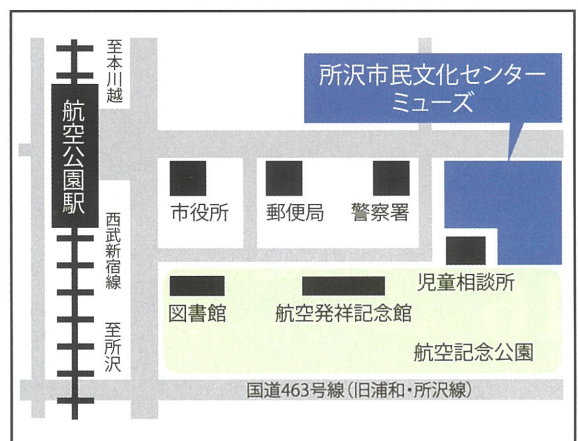 至本川越
航空公園駅
西武新宿線
至所沢
所沢市民文化センター
ミューズ
市役所
郵便局
警察署
児童相談所
図書館
航空発祥記念館
航空記念公園
国道463号線(旧浦和・所沢線)